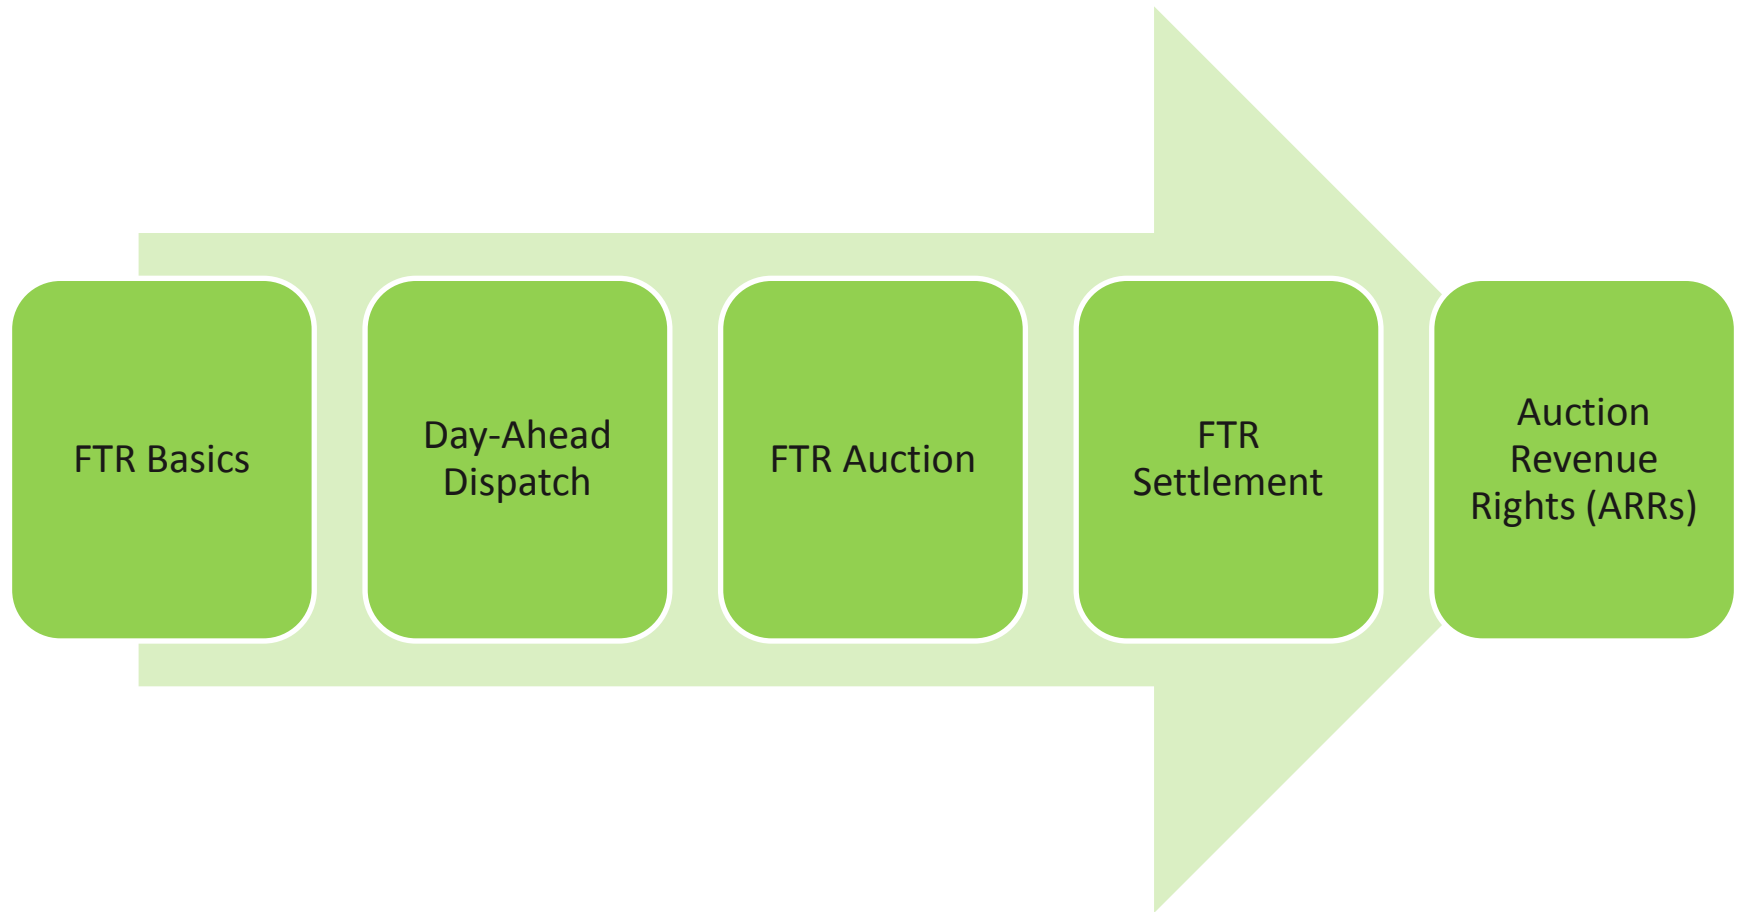 FTR Basics
Day-Ahead
Dispatch
FTR Auction
FTR
Settlement
Auction
Revenue
Rights (ARRs)